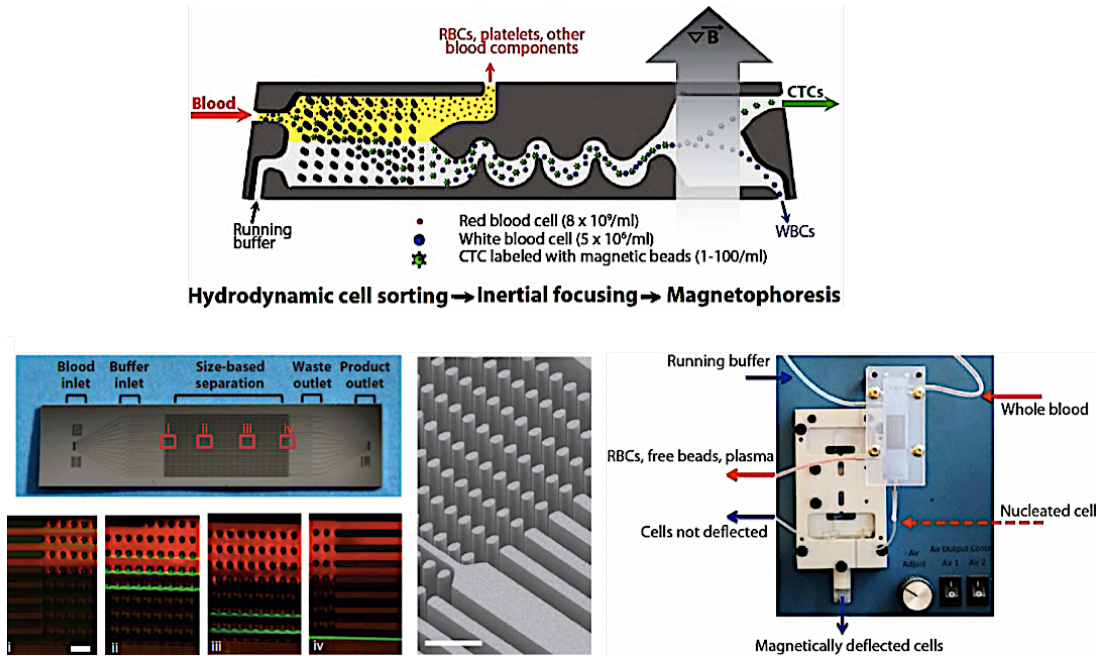 RBCs, platelets, other
blood components
∇B
Blood
CTCs
Running
buffer
WBCs
Red blood cell (8 x 10⁹/ml)
White blood cell (5 x 10⁶/ml)
CTC labeled with magnetic beads (1-100/ml)
Hydrodynamic cell sorting → Inertial focusing → Magnetophoresis
Blood
inlet
Buffer
inlet
Size-based
separation
Waste
outlet
Product
outlet
i
ii
iii
iv
i
ii
iii
iv
Running buffer
Whole blood
RBCs, free beads, plasma
Cells not deflected
Nucleated cell
Air
Adjust
Air Output Contr
Air 1
Air 2
Magnetically deflected cells